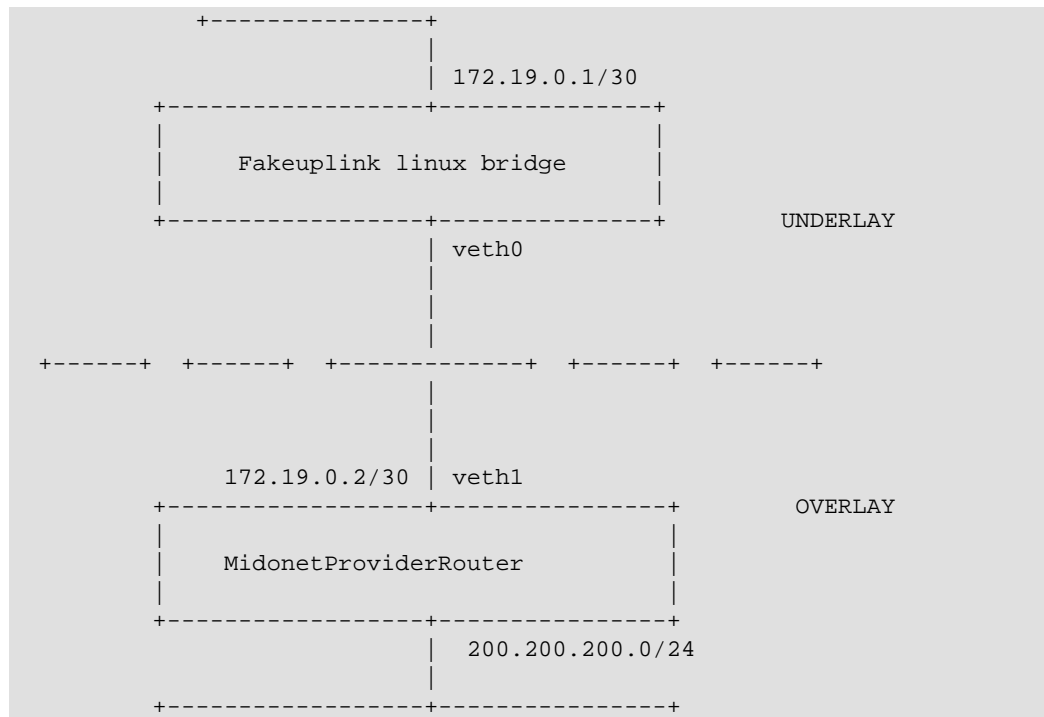 172.19.0.1/30
Fakeuplink linux bridge
UNDERLAY
veth0
172.19.0.2/30 veth1
OVERLAY
MidonetProviderRouter
200.200.200.0/24